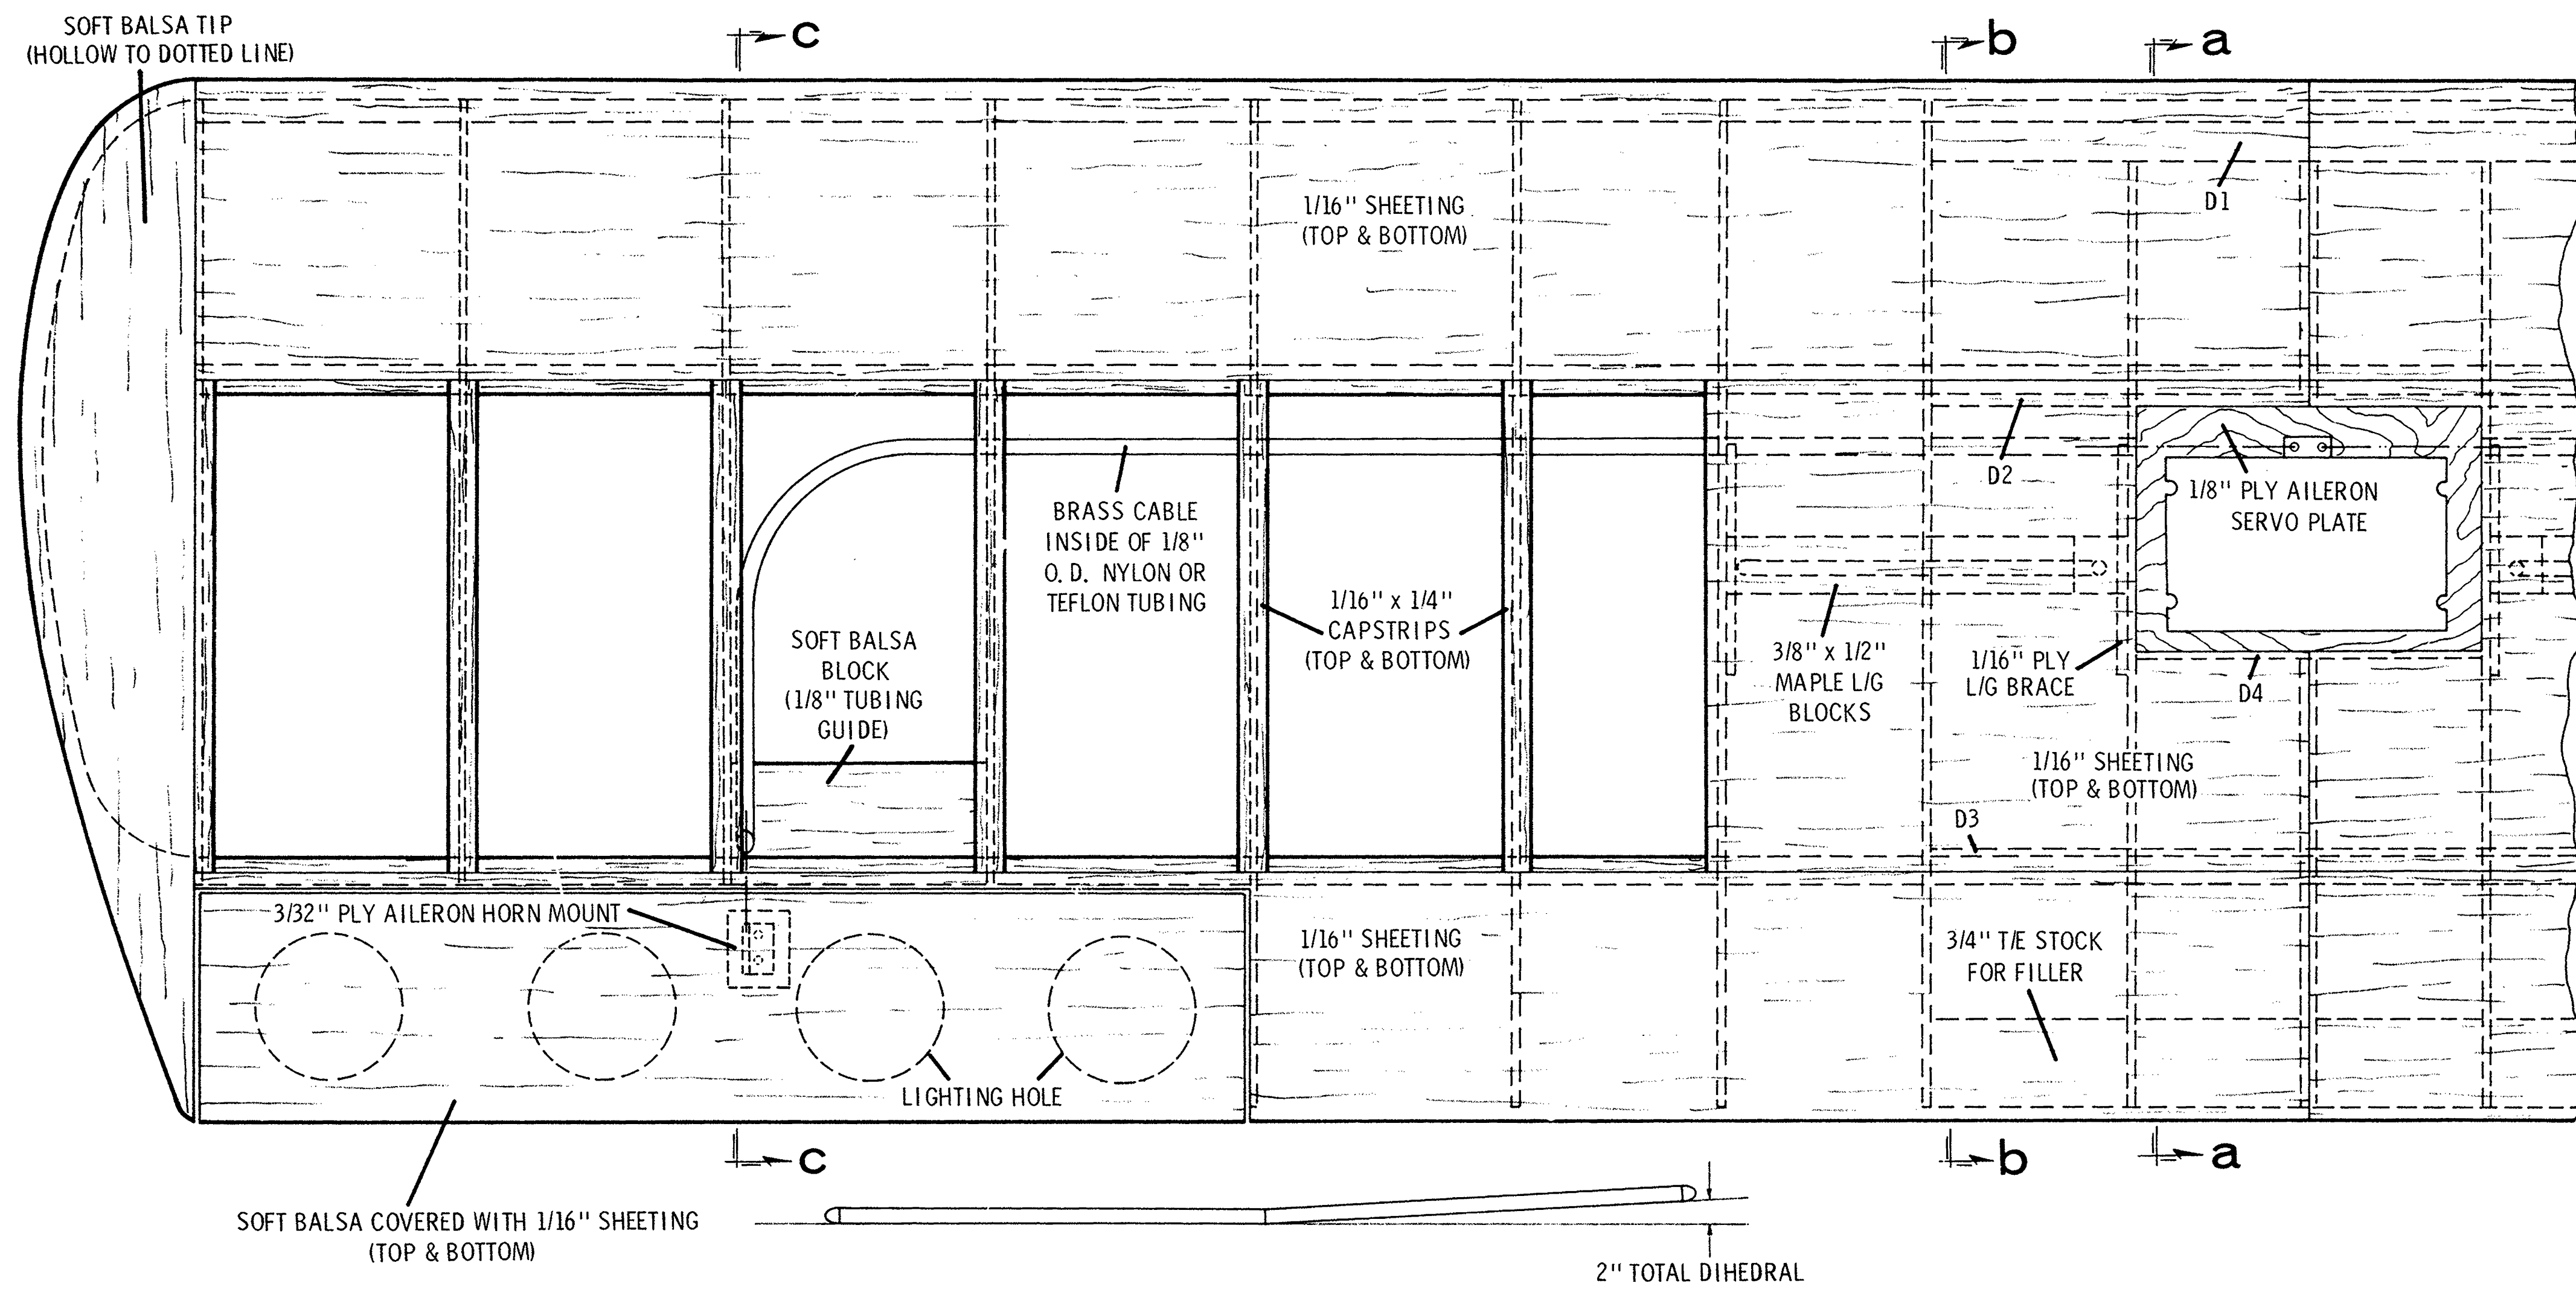 SOFT BALSA TIP
(HOLLOW TO DOTTED LINE)
c
b
a
1/16" SHEETING
(TOP & BOTTOM)
D1
D2
1/8" PLY AILERON
SERVO PLATE
BRASS CABLE
INSIDE OF 1/8"
O. D. NYLON OR
TEFLON TUBING
1/16" x 1/4"
CAPSTRIPS
(TOP & BOTTOM)
SOFT BALSA
BLOCK
(1/8" TUBING
GUIDE)
3/8" x 1/2"
MAPLE L/G
BLOCKS
1/16" PLY
L/G BRACE
D4
1/16" SHEETING
(TOP & BOTTOM)
D3
3/32" PLY AILERON HORN MOUNT
1/16" SHEETING
(TOP & BOTTOM)
3/4" T/E STOCK
FOR FILLER
LIGHTING HOLE
c
b
a
SOFT BALSA COVERED WITH 1/16" SHEETING
(TOP & BOTTOM)
2" TOTAL DIHEDRAL